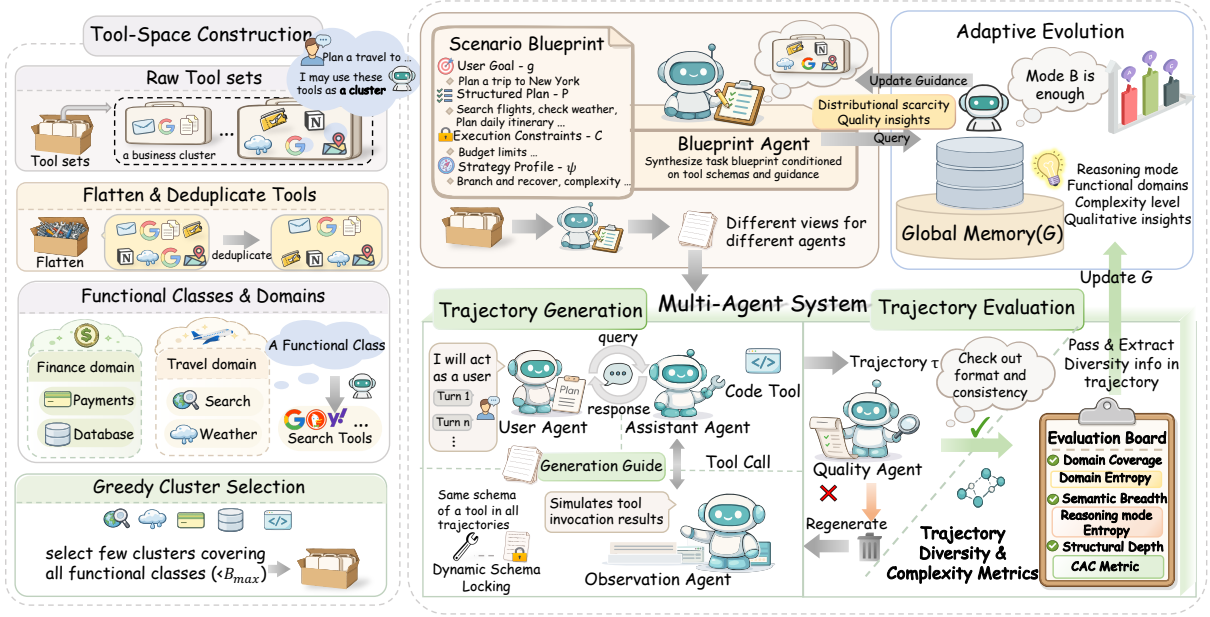 Tool-Space Construction
Plan a travel to ...
I may use these
tools as a cluster
Raw Tool sets
Tool sets
...
a business cluster
Flatten & Deduplicate Tools
Flatten
deduplicate
Functional Classes & Domains
Finance domain
Payments
Database
Travel domain
Search
Weather
A Functional Class
GOY! ...
Search Tools
Greedy Cluster Selection
select few clusters covering
all functional classes (<B_max)
Scenario Blueprint
User Goal - g
Plan a trip to New York
Structured Plan - P
Search flights, check weather,
Plan daily itinerary ...
Execution Constraints - C
Budget limits ...
Strategy Profile - ψ
Branch and recover, complexity ...
Blueprint Agent
Synthesize task blueprint conditioned
on tool schemas and guidance
Different views for
different agents
Update Guidance
Distributional scarcity
Quality insights
Query
Adaptive Evolution
Mode B is
enough
A
B
C
Reasoning mode
Functional domains
Complexity level
Qualitative insights
Global Memory(G)
Update G
Multi-Agent System
Trajectory Generation
I will act
as a user
Turn 1
Turn n
⋮
Plan
User Agent
query
response
Assistant Agent
Code Tool
Generation Guide
Tool Call
Same schema
of a tool in all
trajectories
Dynamic Schema
Locking
Simulates tool
invocation results
Observation Agent
Trajectory Evaluation
Trajectory τ
Check out
format and
consistency
Quality Agent
Regenerate
Pass & Extract
Diversity info in
trajectory
Trajectory
Diversity &
Complexity Metrics
Evaluation Board
Domain Coverage
Domain Entropy
Semantic Breadth
Reasoning mode
Entropy
Structural Depth
CAC Metric